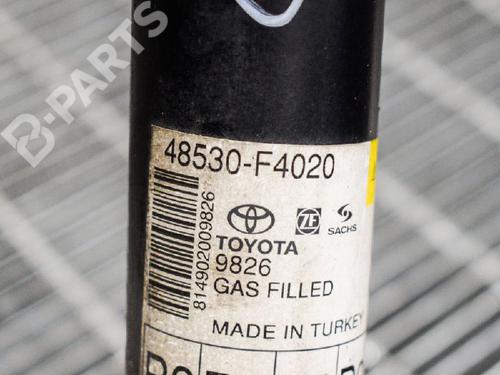 B-PARTS
48530-F4020
TOYOTA
ZF
SACHS
9826
GAS FILLED
MADE IN TURKEY
814902009826